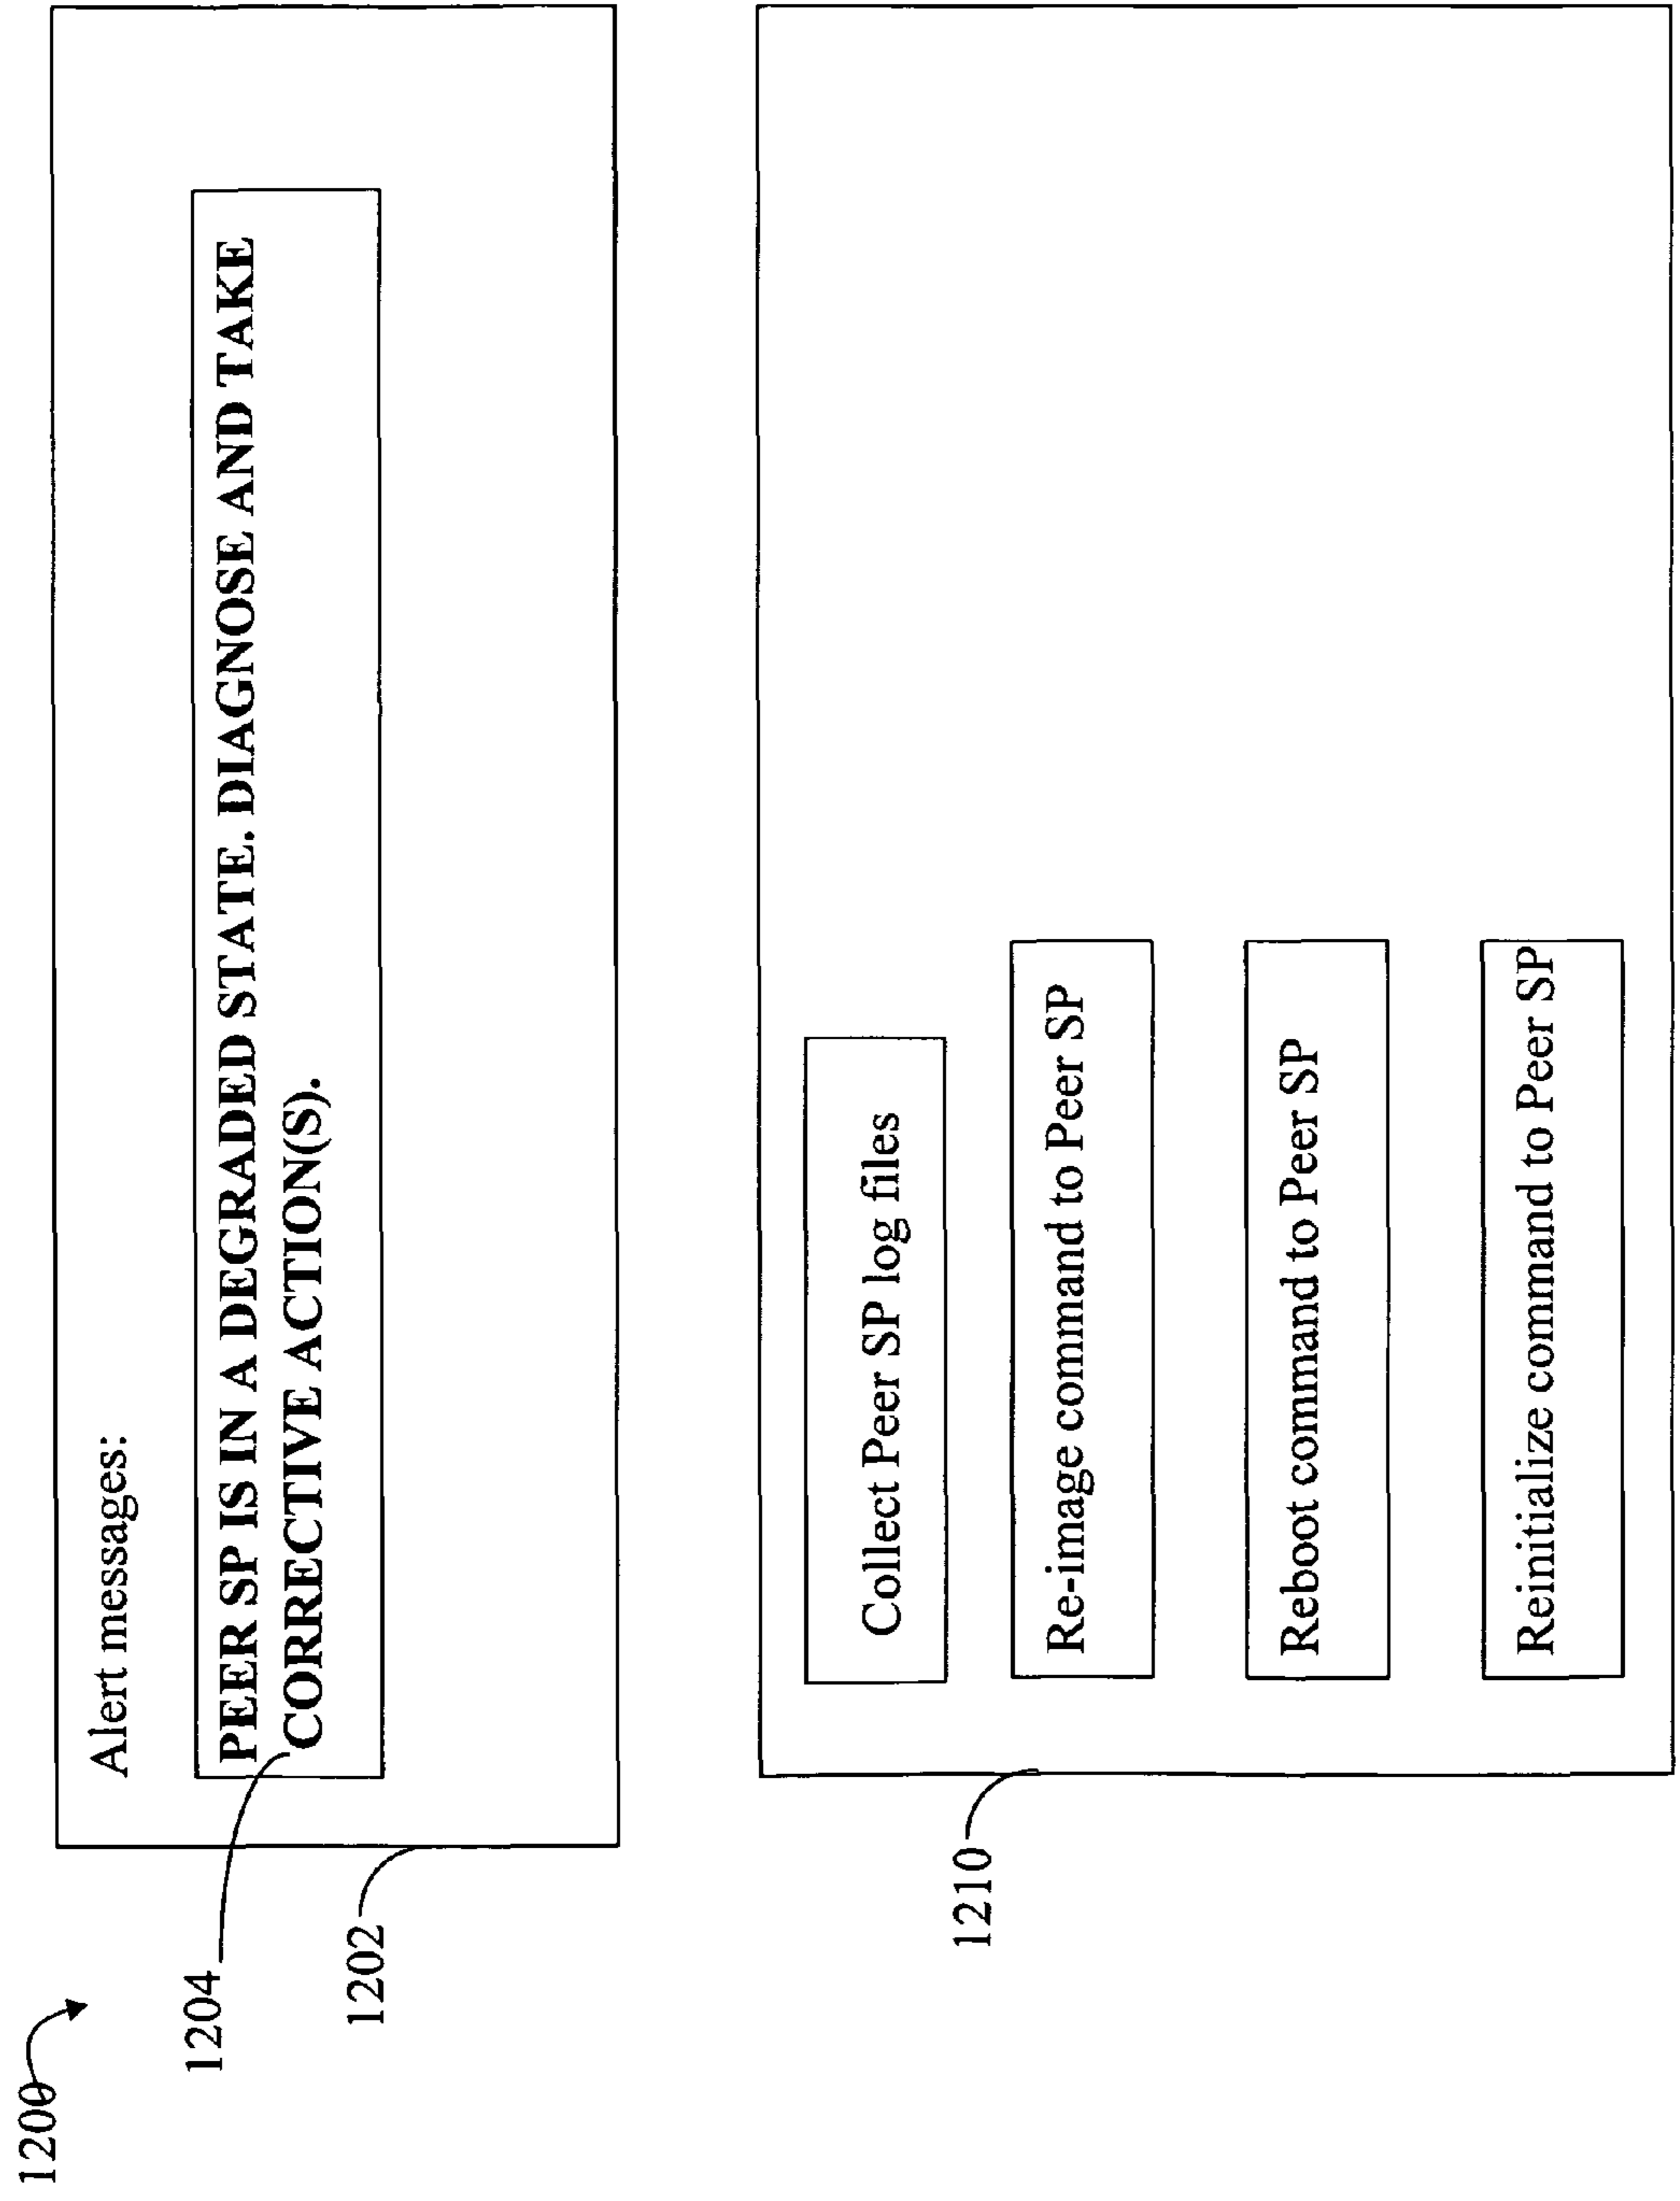 1200
Alert messages:
1204
PEER SP IS IN A DEGRADED STATE. DIAGNOSE AND TAKE
CORRECTIVE ACTION(S).
1202
Collect Peer SP log files
1210
Re-image command to Peer SP
Reboot command to Peer SP
Reinitialize command to Peer SP